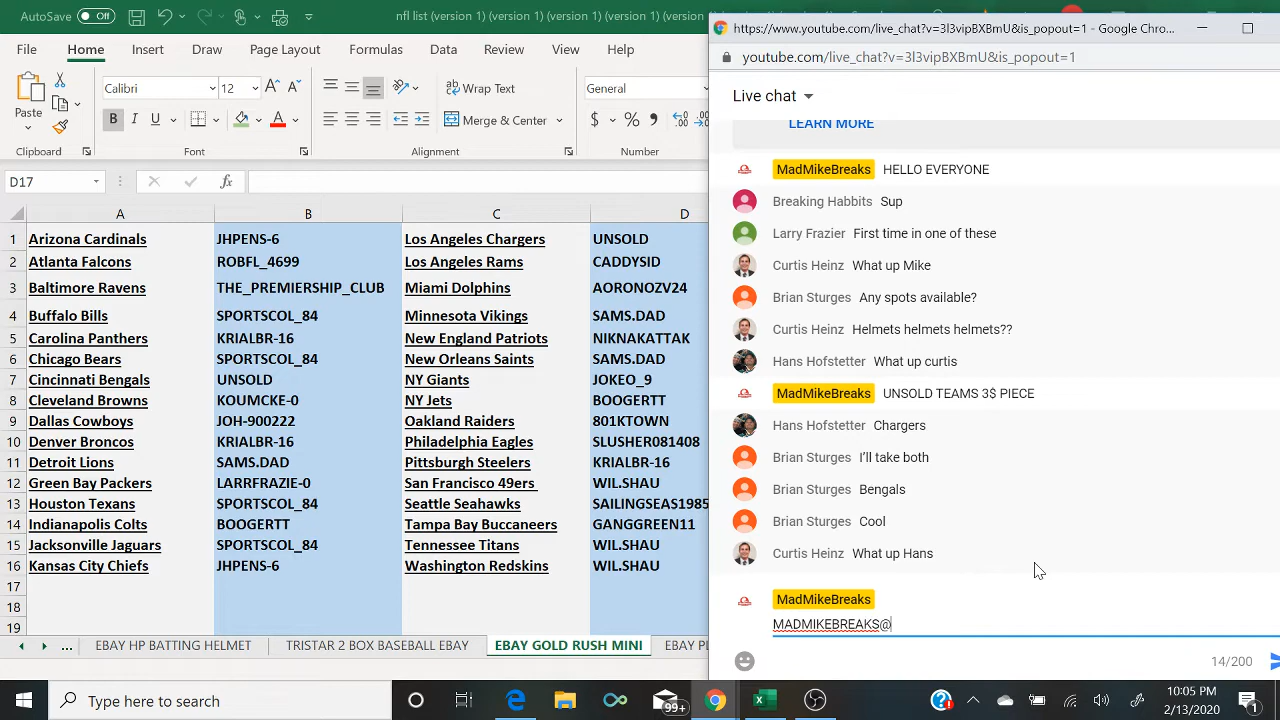 AutoSave Off nfl list (version 1) (version 1) (version 1) (version 1)
https://www.youtube.com/live_chat?v=3l3vipBXBmU&is_popout=1 - Google Chro...
File Home Insert Draw Page Layout Formulas Data Review View Help
youtube.com/live_chat?v=3l3vipBXBmU&is_popout=1
Paste
Calibri 12
Wrap Text
General
B I U
Merge & Center
$ % ,
Clipboard Font Alignment Number
D17 fx
A B C D
1 Arizona Cardinals JHPENS-6 Los Angeles Chargers UNSOLD
2 Atlanta Falcons ROBFL_4699 Los Angeles Rams CADDYSID
3 Baltimore Ravens THE_PREMIERSHIP_CLUB Miami Dolphins AORONOZV24
4 Buffalo Bills SPORTSCOL_84 Minnesota Vikings SAMS.DAD
5 Carolina Panthers KRIALBR-16 New England Patriots NIKNAKATTAK
6 Chicago Bears SPORTSCOL_84 New Orleans Saints SAMS.DAD
7 Cincinnati Bengals UNSOLD NY Giants JOKEO_9
8 Cleveland Browns KOUMCKE-0 NY Jets BOOGERTT
9 Dallas Cowboys JOH-900222 Oakland Raiders 801KTOWN
10 Denver Broncos KRIALBR-16 Philadelphia Eagles SLUSHER081408
11 Detroit Lions SAMS.DAD Pittsburgh Steelers KRIALBR-16
12 Green Bay Packers LARRFRAZIE-0 San Francisco 49ers WIL.SHAU
13 Houston Texans SPORTSCOL_84 Seattle Seahawks SAILINGSEAS1985
14 Indianapolis Colts BOOGERTT Tampa Bay Buccaneers GANGGREEN11
15 Jacksonville Jaguars SPORTSCOL_84 Tennessee Titans WIL.SHAU
16 Kansas City Chiefs JHPENS-6 Washington Redskins WIL.SHAU
17
18
19
... EBAY HP BATTING HELMET TRISTAR 2 BOX BASEBALL EBAY EBAY GOLD RUSH MINI EBAY PL
Live chat
LEARN MORE
MadMikeBreaks HELLO EVERYONE
Breaking Habbits Sup
Larry Frazier First time in one of these
Curtis Heinz What up Mike
Brian Sturges Any spots available?
Curtis Heinz Helmets helmets helmets??
Hans Hofstetter What up curtis
MadMikeBreaks UNSOLD TEAMS 3$ PIECE
Hans Hofstetter Chargers
Brian Sturges I'll take both
Brian Sturges Bengals
Brian Sturges Cool
Curtis Heinz What up Hans
MadMikeBreaks
MADMIKEBREAKS@
14/200
Type here to search
99+
10:05 PM
2/13/2020
1